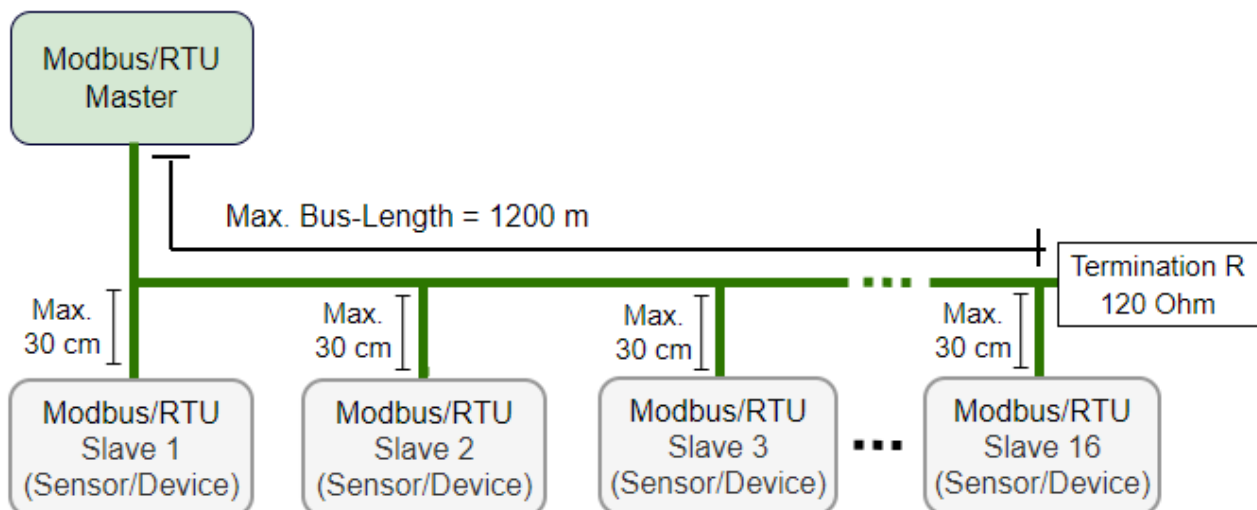 Modbus/RTU
Master
Max. Bus-Length = 1200 m
Termination R
120 Ohm
Max.
30 cm
Max.
30 cm
Max.
30 cm
Max.
30 cm
Modbus/RTU
Slave 1
(Sensor/Device)
Modbus/RTU
Slave 2
(Sensor/Device)
Modbus/RTU
Slave 3
(Sensor/Device)
Modbus/RTU
Slave 16
(Sensor/Device)